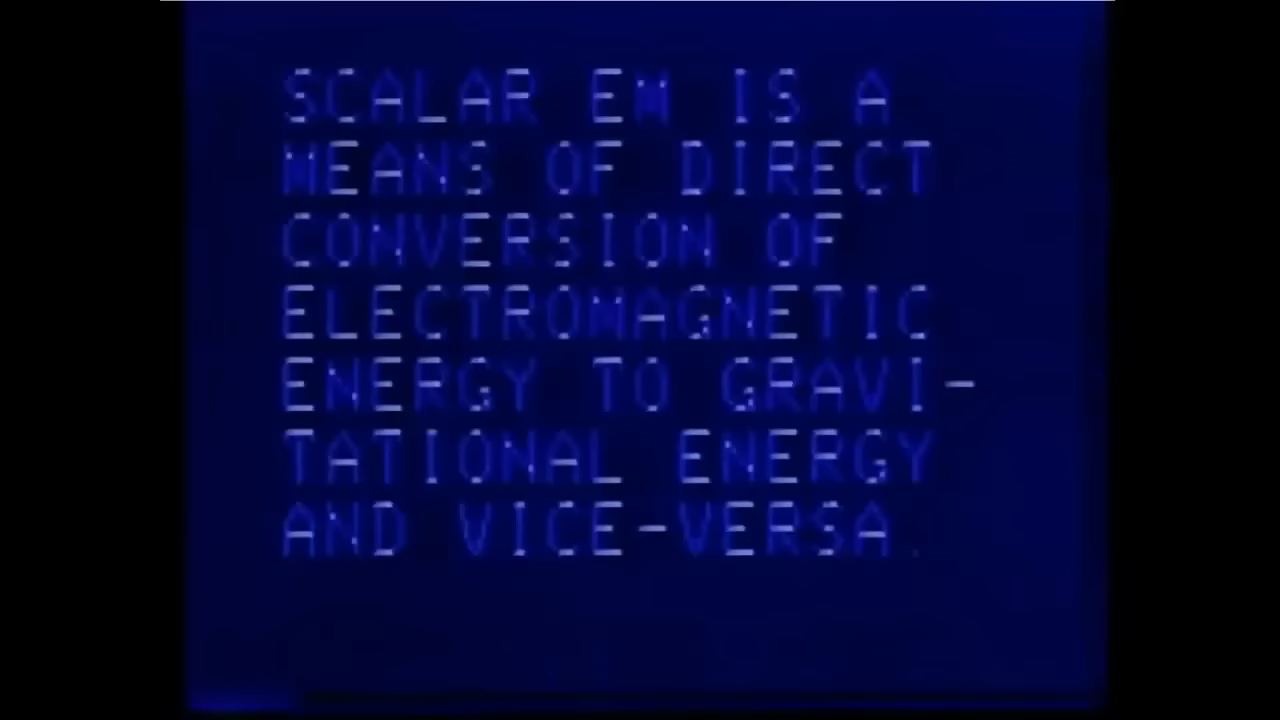 SCALAR EM IS A
MEANS OF DIRECT
CONVERSION OF
ELECTROMAGNETIC
ENERGY TO GRAVI-
TATIONAL ENERGY
AND VICE-VERSA.